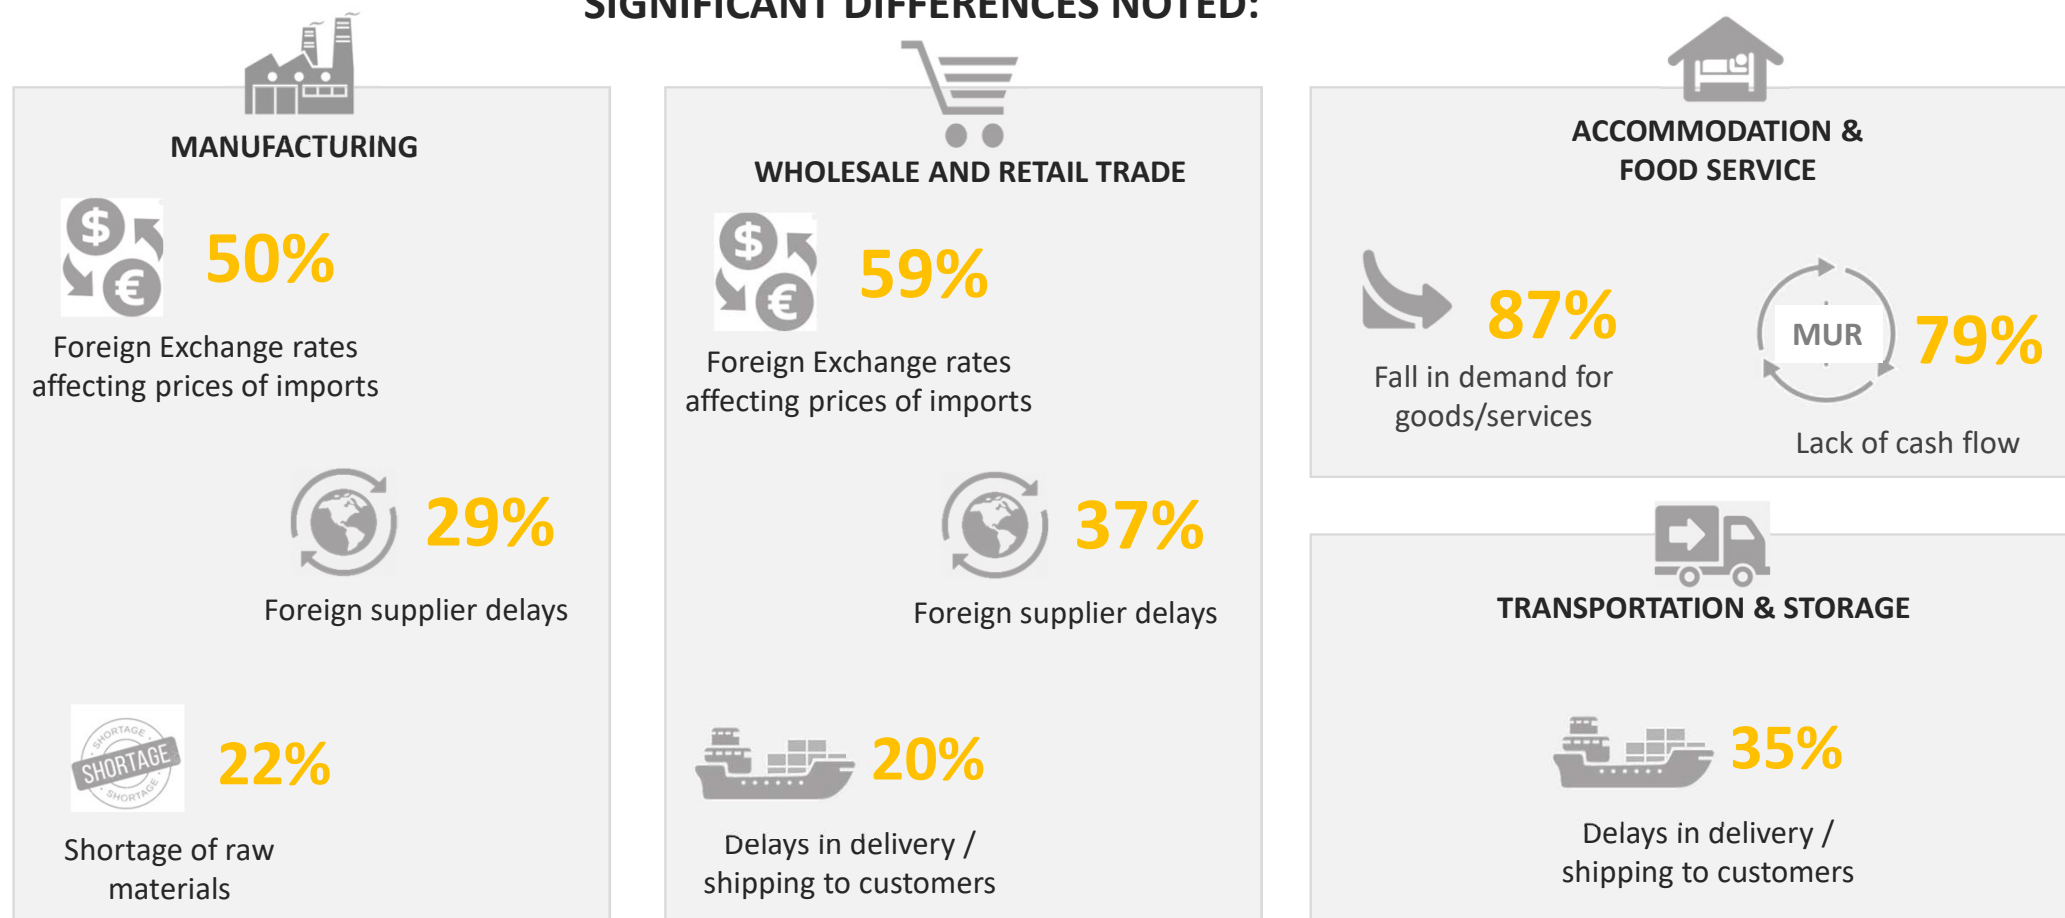 SIGNIFICANT DIFFERENCES NOTED:
MANUFACTURING
$
€
50%
Foreign Exchange rates
affecting prices of imports
29%
Foreign supplier delays
SHORTAGE
SHORTAGE
SHORTAGE
22%
Shortage of raw
materials
WHOLESALE AND RETAIL TRADE
$
€
59%
Foreign Exchange rates
affecting prices of imports
37%
Foreign supplier delays
20%
Delays in delivery /
shipping to customers
ACCOMMODATION &
FOOD SERVICE
87%
Fall in demand for
goods/services
MUR
79%
Lack of cash flow
TRANSPORTATION & STORAGE
35%
Delays in delivery /
shipping to customers